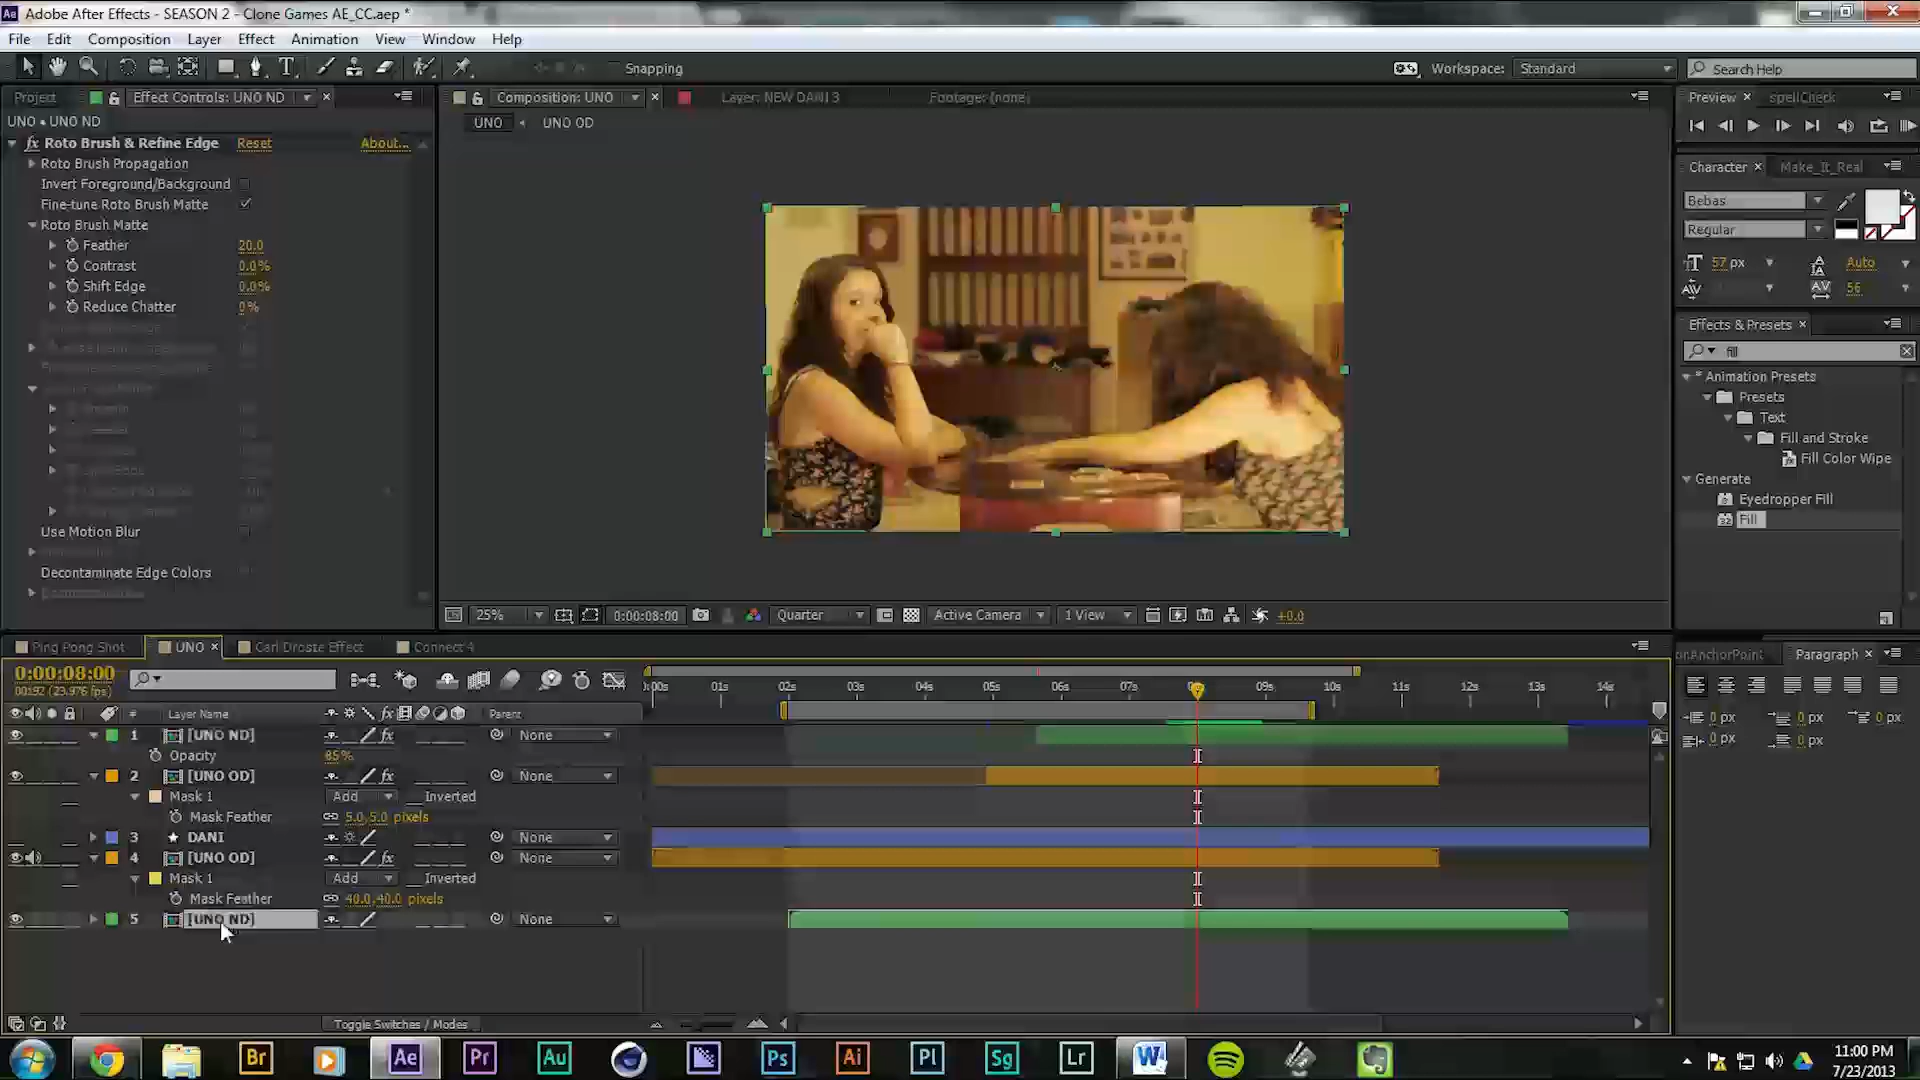 Adobe After Effects - SEASON 2 - Clone Games AE_CC.aep *
File Edit Composition Layer Effect Animation View Window Help
Snapping
Workspace: Standard
Search Help
Project
Effect Controls: UNO ND
UNO • UNO ND
fx Roto Brush & Refine Edge Reset About...
Roto Brush Propagation
Invert Foreground/Background
Fine-tune Roto Brush Matte
Roto Brush Matte
Feather 20.0
Contrast 0.0%
Shift Edge 0.0%
Reduce Chatter 0%
Use Motion Blur
Decontaminate Edge Colors
Composition: UNO
Layer: NEW DANI 3
Footage: (none)
UNO UNO OD
25% 0:00:08:00 Quarter Active Camera 1 View +0.0
Preview spellCheck
Character Make_It_Real
Bebas
Regular
57 px Auto
56
Effects & Presets
fill
* Animation Presets
Presets
Text
Fill and Stroke
Fill Color Wipe
Generate
Eyedropper Fill
Fill
Paragraph
0 px 0 px 0 px
0 px 0 px
Ping Pong Shot UNO Carl Droste Effect Connect 4
0:00:08:00
00192 (23.976 fps)
01s 02s 03s 04s 05s 06s 07s 09s 10s 11s 12s 13s 14s
# Layer Name Parent
1 [UNO ND] None
Opacity 85%
2 [UNO OD] None
Mask 1 Add Inverted
Mask Feather 5.0,5.0 pixels
3 DANI None
4 [UNO OD] None
Mask 1 Add Inverted
Mask Feather 40.0,40.0 pixels
5 [UNO ND] None
Toggle Switches / Modes
Br Ae Pr Au Ps Ai Pl Sg Lr W
11:00 PM
7/23/2013